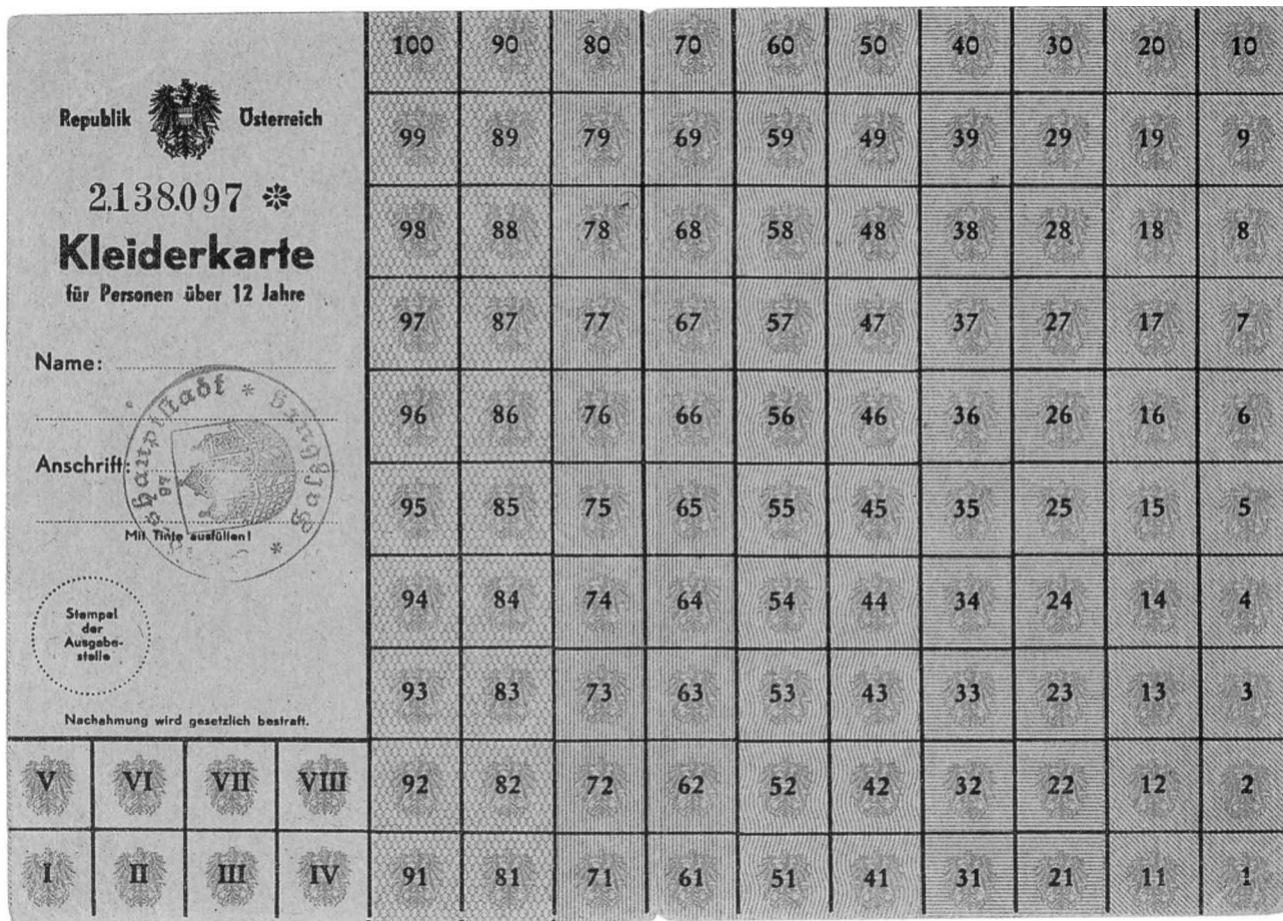 Republik Österreich
2.138.097
Kleiderkarte
für Personen über 12 Jahre
Name:
Anschrift:
Mit Tinte ausfüllen!
Stempel
der
Ausgabe-
stelle
Nachahmung wird gesetzlich bestraft.
V VI VII VIII
I II III IV
100 90 80 70 60 50 40 30 20 10
99 89 79 69 59 49 39 29 19 9
98 88 78 68 58 48 38 28 18 8
97 87 77 67 57 47 37 27 17 7
96 86 76 66 56 46 36 26 16 6
95 85 75 65 55 45 35 25 15 5
94 84 74 64 54 44 34 24 14 4
93 83 73 63 53 43 33 23 13 3
92 82 72 62 52 42 32 22 12 2
91 81 71 61 51 41 31 21 11 1